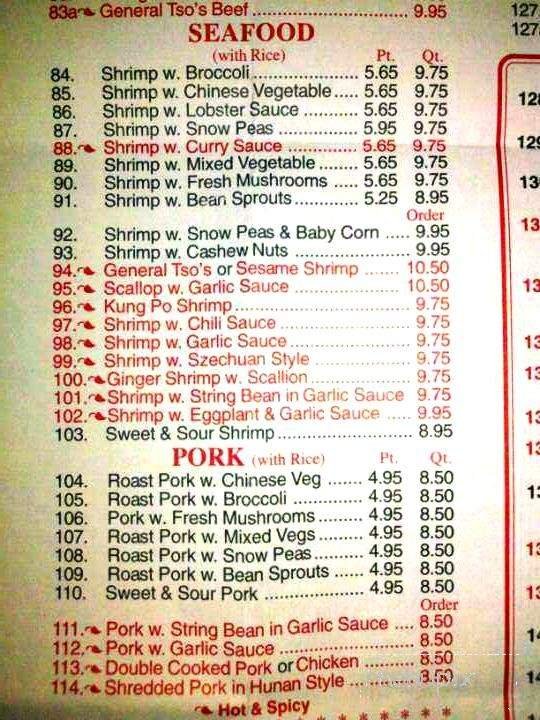 83a General Tso's Beef ........ 9.95
SEAFOOD
(with Rice) Pt. Qt.
84. Shrimp w. Broccoli ........ 5.65 9.75
85. Shrimp w. Chinese Vegetable ..... 5.65 9.75
86. Shrimp w. Lobster Sauce ........ 5.65 9.75
87. Shrimp w. Snow Peas ........ 5.95 9.75
88. Shrimp w. Curry Sauce ........ 5.65 9.75
89. Shrimp w. Mixed Vegetable ........ 5.65 9.75
90. Shrimp w. Fresh Mushrooms ..... 5.65 9.75
91. Shrimp w. Bean Sprouts ........ 5.25 8.95
Order
92. Shrimp w. Snow Peas & Baby Corn ..... 9.95
93. Shrimp w. Cashew Nuts ........ 9.95
94. General Tso's or Sesame Shrimp ....... 10.50
95. Scallop w. Garlic Sauce ........ 10.50
96. Kung Po Shrimp ........ 9.75
97. Shrimp w. Chili Sauce ........ 9.75
98. Shrimp w. Garlic Sauce ........ 9.75
99. Shrimp w. Szechuan Style ........ 9.75
100. Ginger Shrimp w. Scallion ........ 9.75
101. Shrimp w. String Bean in Garlic Sauce 9.75
102. Shrimp w. Eggplant & Garlic Sauce ..... 9.95
103. Sweet & Sour Shrimp ........ 8.95
PORK (with Rice) Pt. Qt.
104. Roast Pork w. Chinese Veg ....... 4.95 8.50
105. Roast Pork w. Broccoli ........ 4.95 8.50
106. Pork w. Fresh Mushrooms ........ 4.95 8.50
107. Roast Pork w. Mixed Vegs ........ 4.95 8.50
108. Roast Pork w. Snow Peas ........ 4.95 8.50
109. Roast Pork w. Bean Sprouts ...... 4.95 8.50
110. Sweet & Sour Pork ........ 4.95 8.50
Order
111. Pork w. String Bean in Garlic Sauce .... 8.50
112. Pork w. Garlic Sauce ........ 8.50
113. Double Cooked Pork or Chicken ........ 8.50
114. Shredded Pork in Hunan Style ........ 8.50
Hot & Spicy